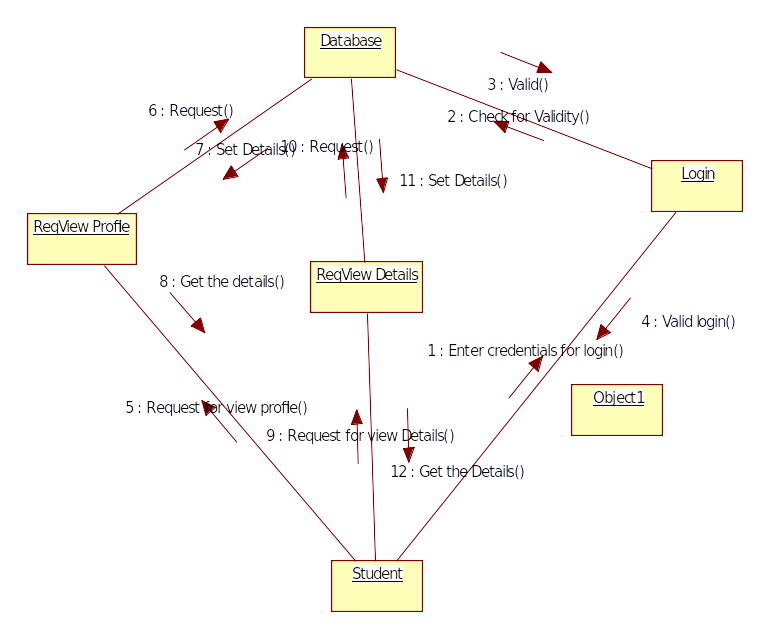 Database
3 : Valid()
6 : Request()
2 : Check for Validity()
7 : Set Details()
10 : Request()
11 : Set Details()
Login
ReqView Profile
ReqView Details
8 : Get the details()
4 : Valid login()
1 : Enter credentials for login()
Object1
5 : Request for view profile()
9 : Request for view Details()
12 : Get the Details()
Student